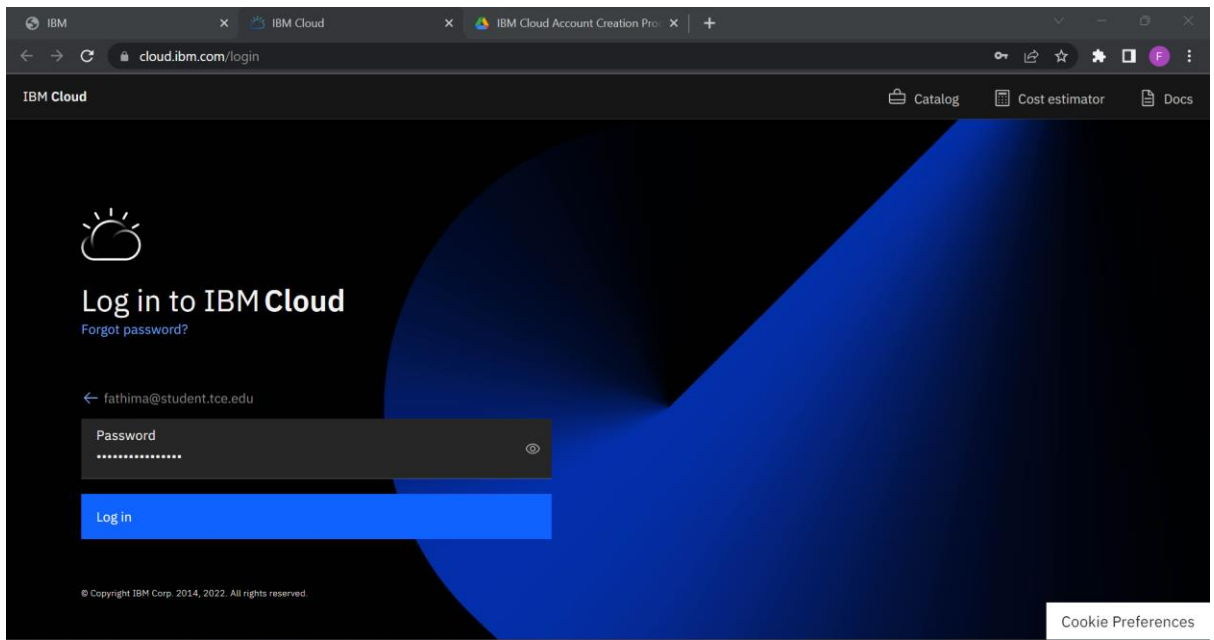 IBM
IBM Cloud
IBM Cloud Account Creation Pro
cloud.ibm.com/login
F
IBM Cloud
Catalog
Cost estimator
Docs
Log in to IBM Cloud
Forgot password?
← fathima@student.tce.edu
Password
••••••••••••••••
Log in
© Copyright IBM Corp. 2014, 2022. All rights reserved.
Cookie Preferences